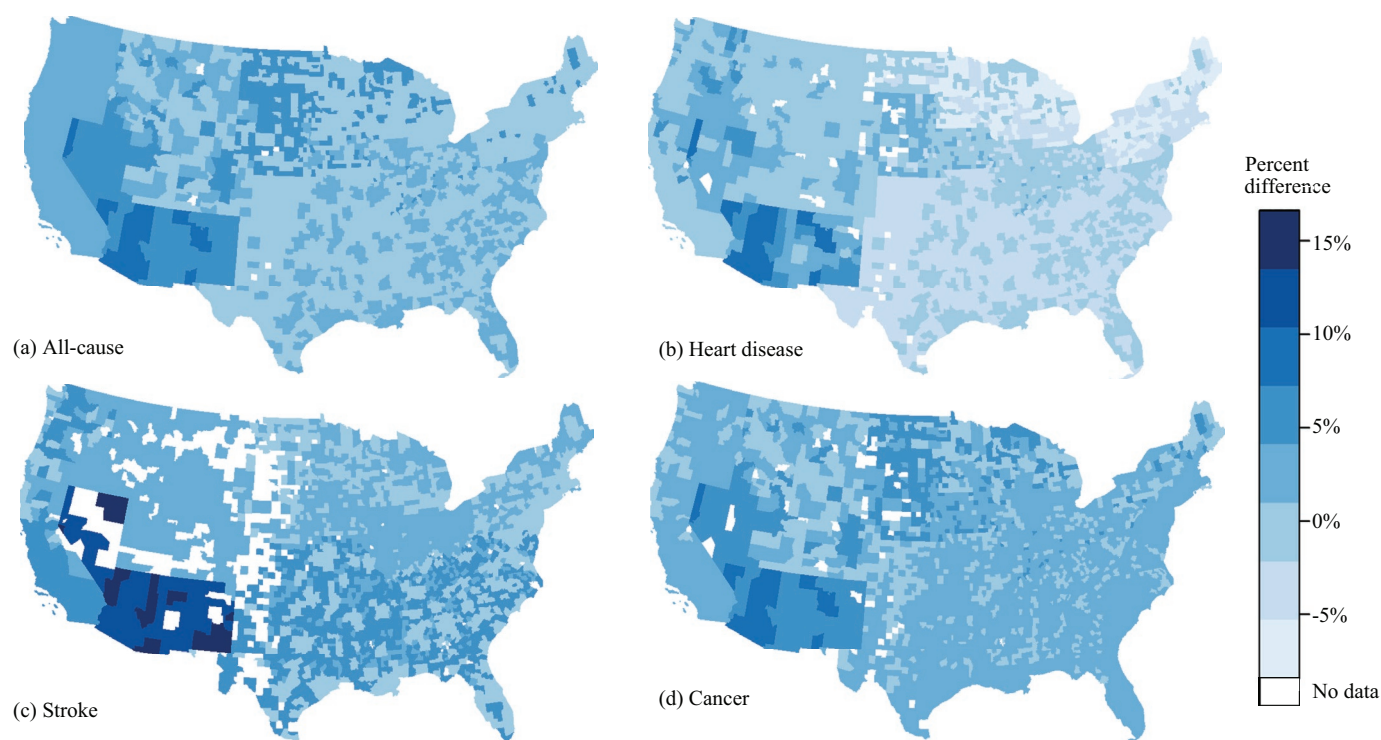 (a) All-cause
(b) Heart disease
(c) Stroke
(d) Cancer
Percent
difference
15%
10%
5%
0%
-5%
No data